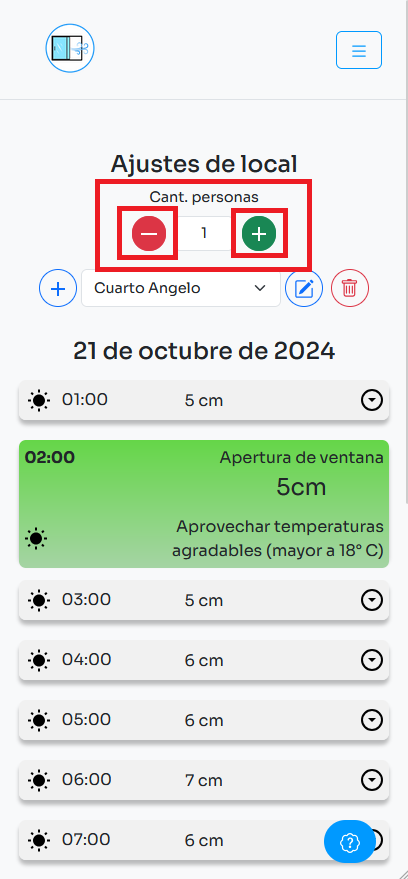 Ajustes de local
Cant. personas
1
Cuarto Angelo
21 de octubre de 2024
01:00 5 cm
02:00 Apertura de ventana
5cm
Aprovechar temperaturas
agradables (mayor a 18° C)
03:00 5 cm
04:00 6 cm
05:00 6 cm
06:00 7 cm
07:00 6 cm